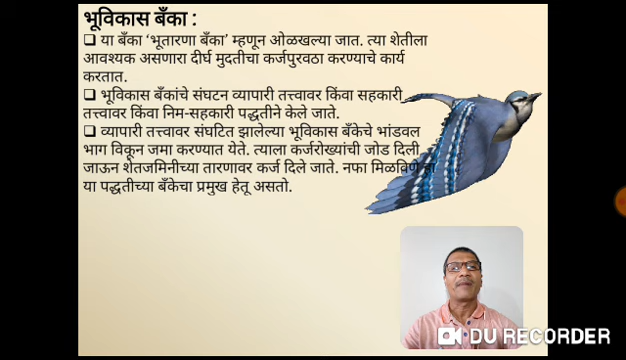 भूविकास बँका :
❑ या बँका ‘भूतारणा बँका’ म्हणून ओळखल्या जात. त्या शेतीला
आवश्यक असणारा दीर्घ मुदतीचा कर्जपुरवठा करण्याचे कार्य
करतात.
❑ भूविकास बँकांचे संघटन व्यापारी तत्त्वावर किंवा सहकारी
तत्त्वावर किंवा निम-सहकारी पद्धतीने केले जाते.
❑ व्यापारी तत्त्वावर संघटित झालेल्या भूविकास बँकेचे भांडवल
भाग विकून जमा करण्यात येते. त्याला कर्जरोख्यांची जोड दिली
जाऊन शेतजमिनीच्या तारणावर कर्ज दिले जाते. नफा मिळविणे हा
या पद्धतीच्या बँकेचा प्रमुख हेतू असतो.
DU RECORDER